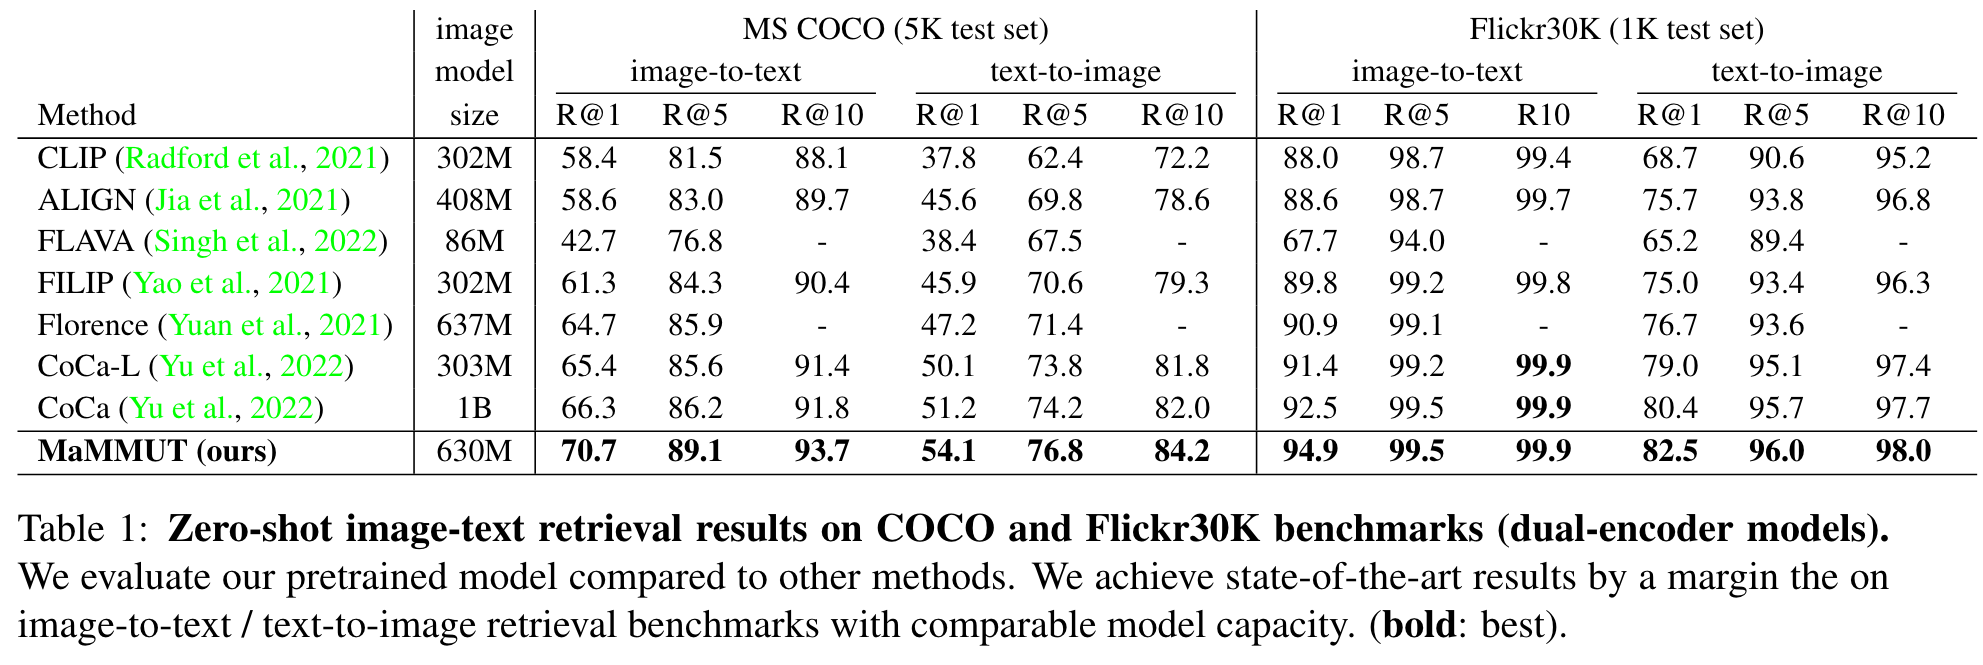 image MS COCO (5K test set) Flickr30K (1K test set)
model image-to-text text-to-image image-to-text text-to-image
Method size R@1 R@5 R@10 R@1 R@5 R@10 R@1 R@5 R10 R@1 R@5 R@10
CLIP (Radford et al., 2021) 302M 58.4 81.5 88.1 37.8 62.4 72.2 88.0 98.7 99.4 68.7 90.6 95.2
ALIGN (Jia et al., 2021) 408M 58.6 83.0 89.7 45.6 69.8 78.6 88.6 98.7 99.7 75.7 93.8 96.8
FLAVA (Singh et al., 2022) 86M 42.7 76.8 - 38.4 67.5 - 67.7 94.0 - 65.2 89.4 -
FILIP (Yao et al., 2021) 302M 61.3 84.3 90.4 45.9 70.6 79.3 89.8 99.2 99.8 75.0 93.4 96.3
Florence (Yuan et al., 2021) 637M 64.7 85.9 - 47.2 71.4 - 90.9 99.1 - 76.7 93.6 -
CoCa-L (Yu et al., 2022) 303M 65.4 85.6 91.4 50.1 73.8 81.8 91.4 99.2 99.9 79.0 95.1 97.4
CoCa (Yu et al., 2022) 1B 66.3 86.2 91.8 51.2 74.2 82.0 92.5 99.5 99.9 80.4 95.7 97.7
MaMMUT (ours) 630M 70.7 89.1 93.7 54.1 76.8 84.2 94.9 99.5 99.9 82.5 96.0 98.0
Table 1: Zero-shot image-text retrieval results on COCO and Flickr30K benchmarks (dual-encoder models).
We evaluate our pretrained model compared to other methods. We achieve state-of-the-art results by a margin the on
image-to-text / text-to-image retrieval benchmarks with comparable model capacity. (bold: best).